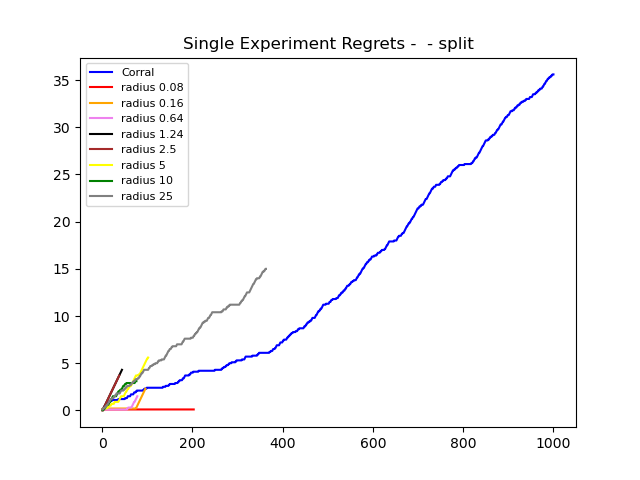 Single Experiment Regrets -  - split
Corral
radius 0.08
radius 0.16
radius 0.64
radius 1.24
radius 2.5
radius 5
radius 10
radius 25
35
30
25
20
15
10
5
0
0 200 400 600 800 1000